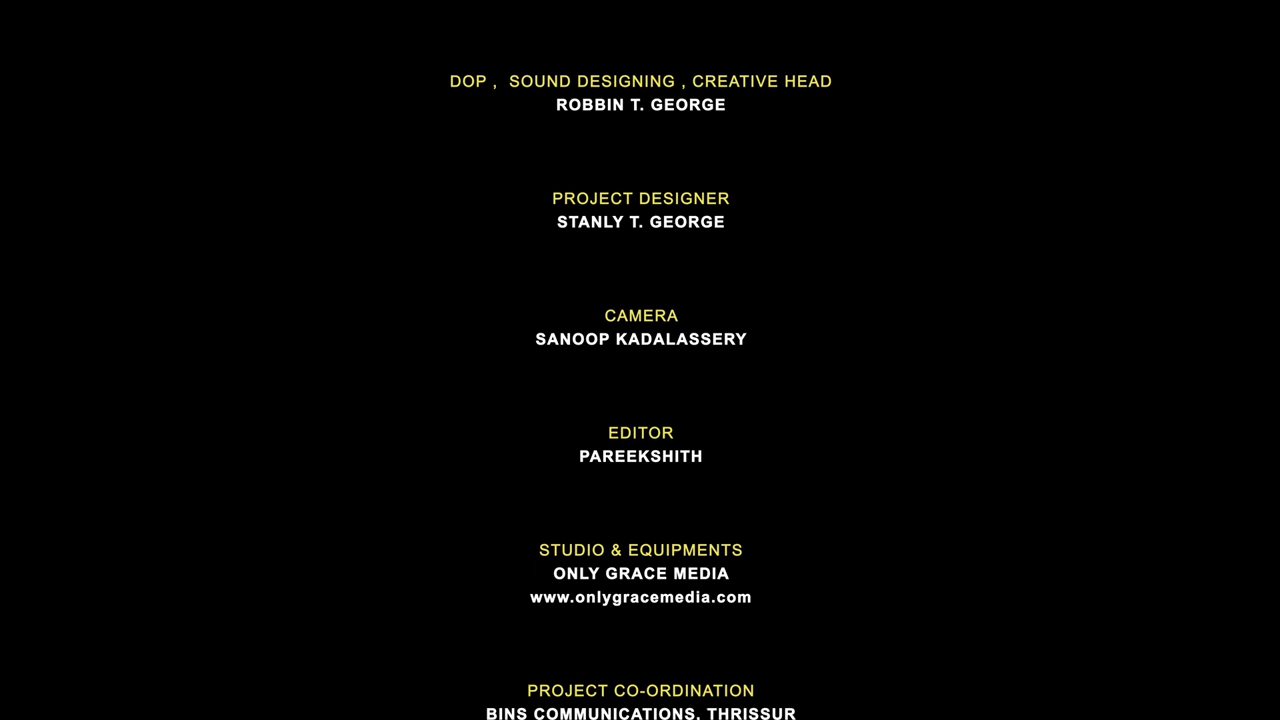 DOP ,  SOUND DESIGNING , CREATIVE HEAD
ROBBIN T. GEORGE
PROJECT DESIGNER
STANLY T. GEORGE
CAMERA
SANOOP KADALASSERY
EDITOR
PAREEKSHITH
STUDIO & EQUIPMENTS
ONLY GRACE MEDIA
www.onlygracemedia.com
PROJECT CO-ORDINATION
BINS COMMUNICATIONS, THRISSUR